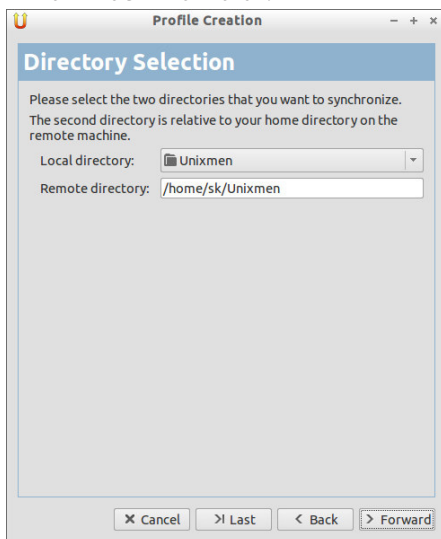 Profile Creation
Directory Selection
Please select the two directories that you want to synchronize.
The second directory is relative to your home directory on the
remote machine.
Local directory: Unixmen
Remote directory: /home/sk/Unixmen
Cancel Last Back Forward